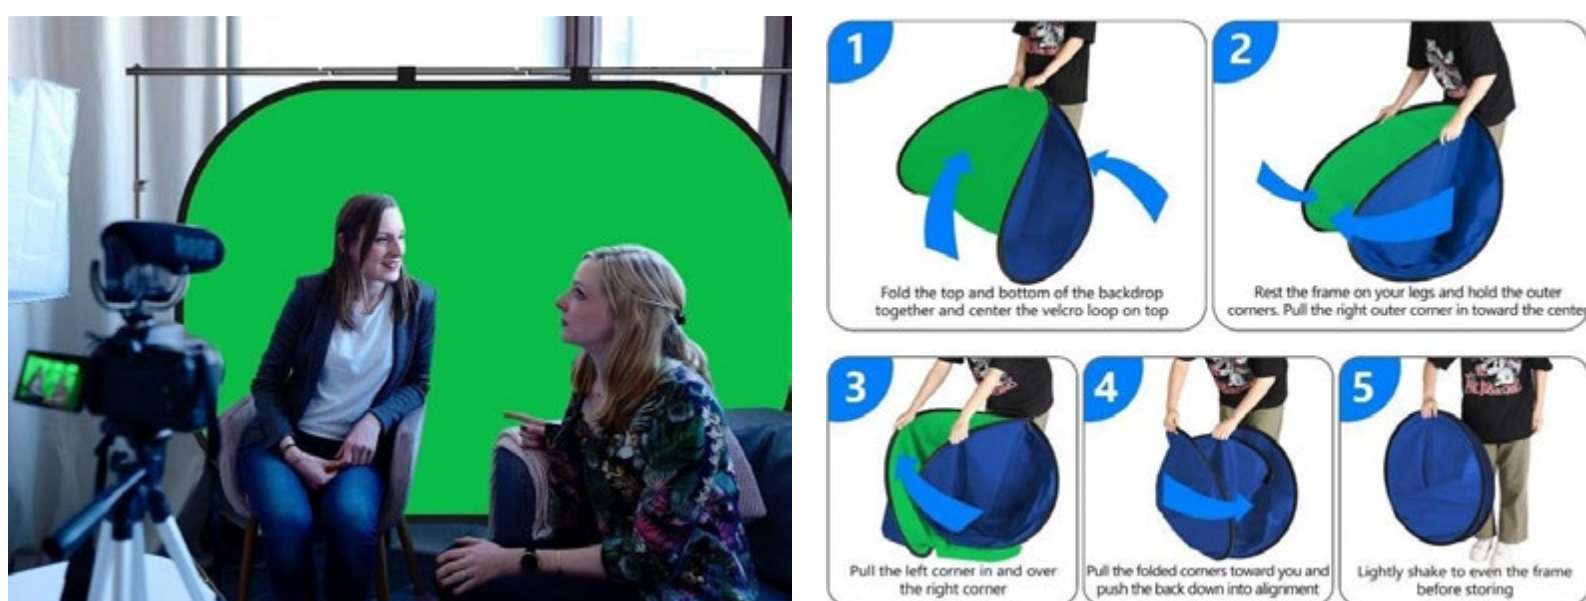 1
Fold the top and bottom of the backdrop
together and center the velcro loop on top
2
Rest the frame on your legs and hold the outer
corners. Pull the right outer corner in toward the center
3
Pull the left corner in and over
the right corner
4
Pull the folded corners toward you and
push the back down into alignment
5
Lightly shake to even the frame
before storing